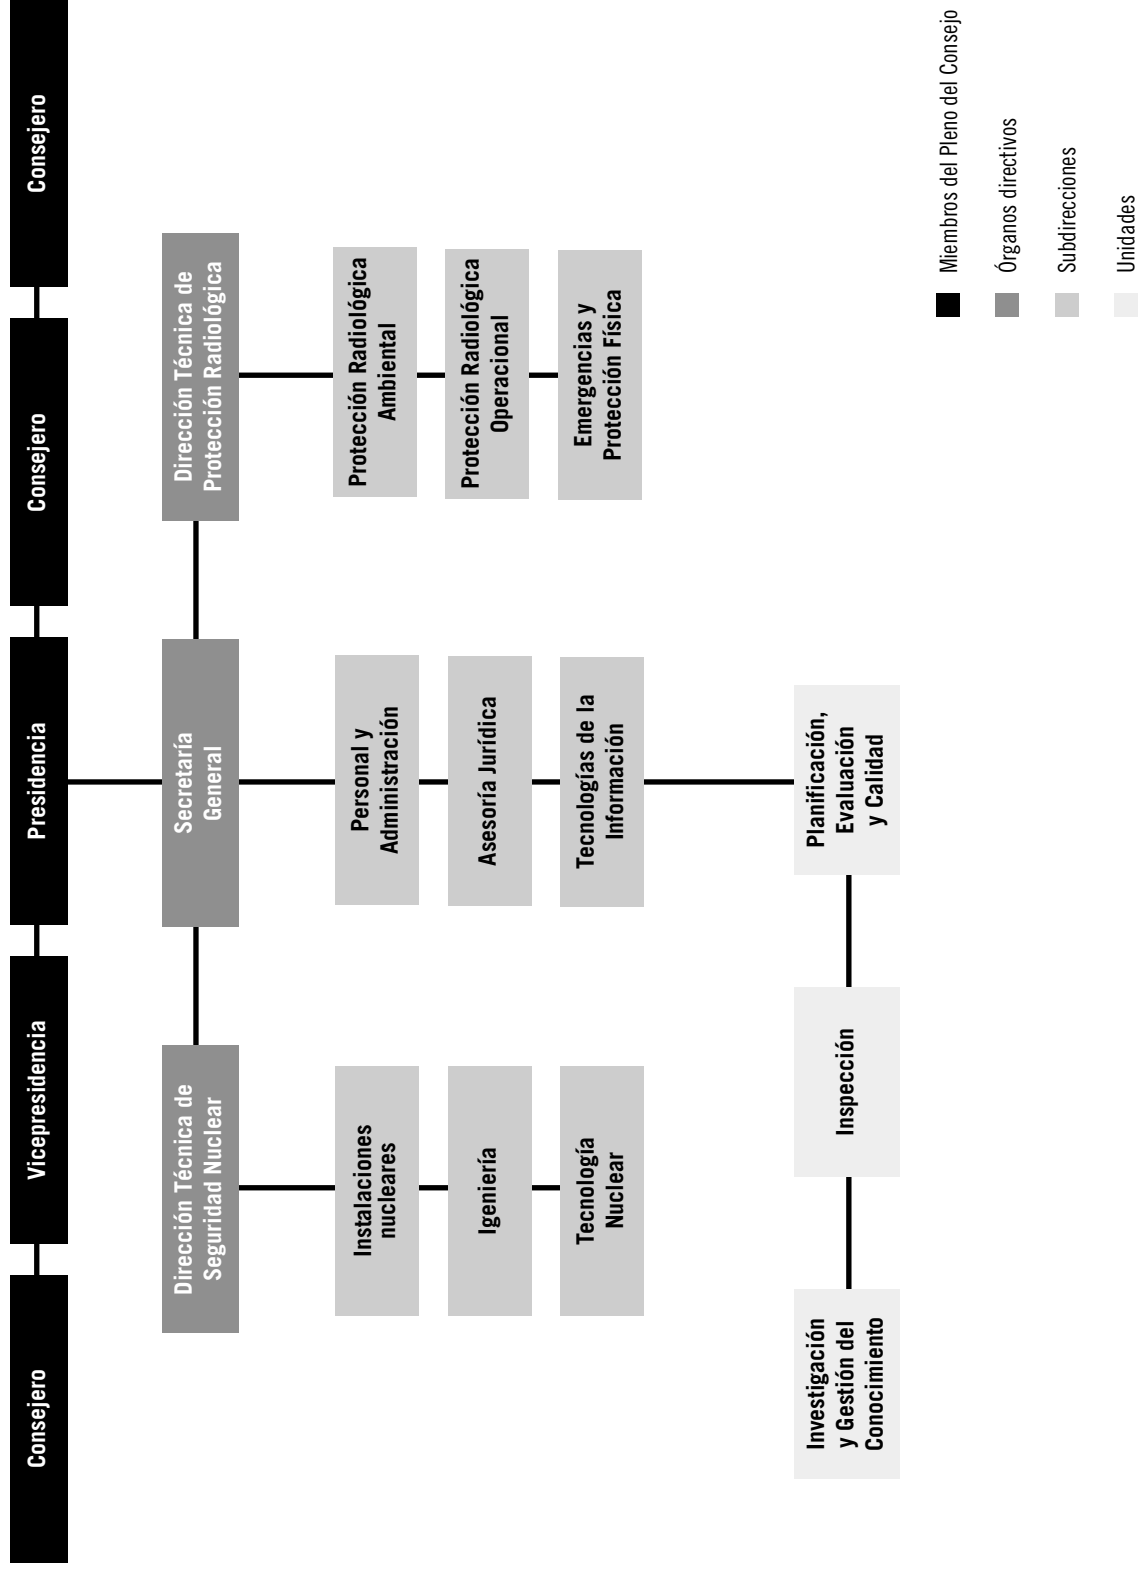 Consejero
Vicepresidencia
Presidencia
Consejero
Consejero
Dirección Técnica de
Seguridad Nuclear
Secretaría
General
Dirección Técnica de
Protección Radiológica
Instalaciones
nucleares
Igeniería
Tecnología
Nuclear
Personal y
Administración
Asesoría Jurídica
Tecnologías de la
Información
Protección Radiológica
Ambiental
Protección Radiológica
Operacional
Emergencias y
Protección Física
Investigación
y Gestión del
Conocimiento
Inspección
Planificación,
Evaluación
y Calidad
Miembros del Pleno del Consejo
Órganos directivos
Subdirecciones
Unidades